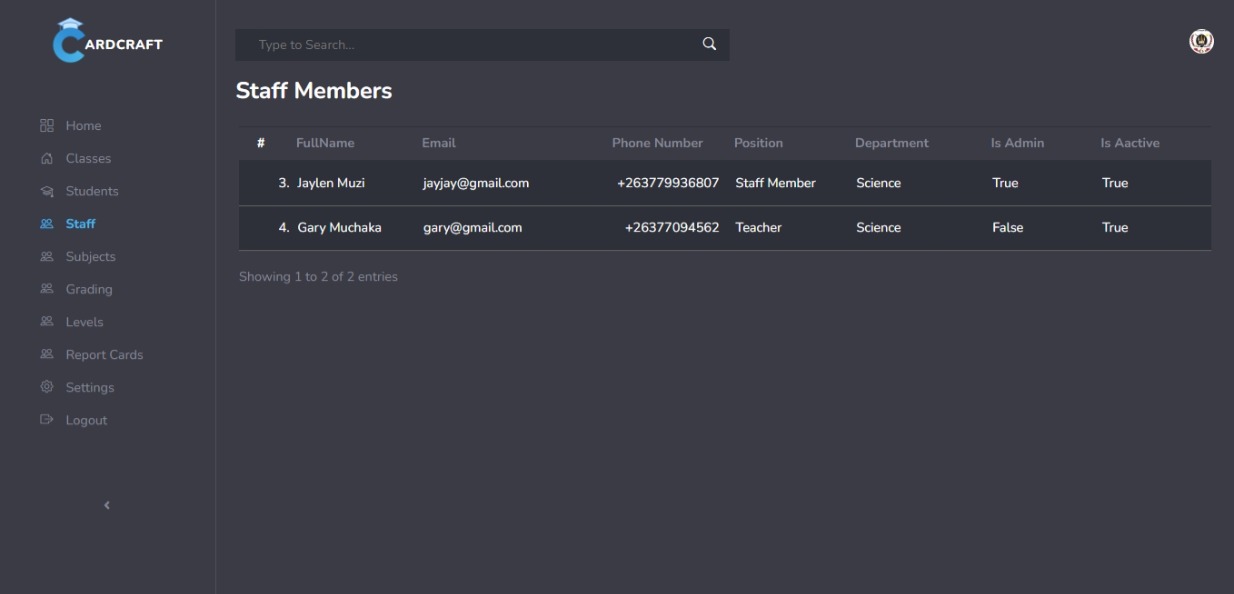 CARDCRAFT
Type to Search...
Staff Members
Home
Classes
Students
Staff
Subjects
Grading
Levels
Report Cards
Settings
Logout
# FullName Email Phone Number Position Department Is Admin Is Aactive
3. Jaylen Muzi jayjay@gmail.com +263779936807 Staff Member Science True True
4. Gary Muchaka gary@gmail.com +26377094562 Teacher Science False True
Showing 1 to 2 of 2 entries